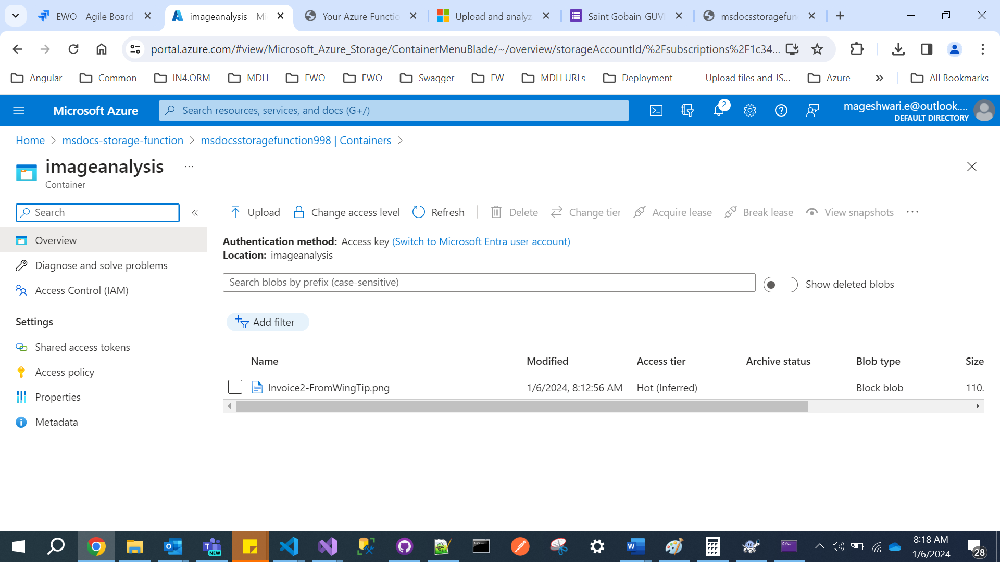 EWO - Agile Board
imageanalysis - Mi
Your Azure Functio
Upload and analyz
Saint Gobain-GUVI
msdocsstoragefun
portal.azure.com/#view/Microsoft_Azure_Storage/ContainerMenuBlade/~/overview/storageAccountId/%2Fsubscriptions%2F1c34...
Angular
Common
IN4.ORM
MDH
EWO
EWO
Swagger
FW
MDH URLs
Deployment
Upload files and JS...
Azure
All Bookmarks
Microsoft Azure
Search resources, services, and docs (G+/)
2
mageshwari.e@outlook....
DEFAULT DIRECTORY
Home
msdocs-storage-function
msdocsstoragefunction998 | Containers
imageanalysis
...
Container
Search
Upload
Change access level
Refresh
Delete
Change tier
Acquire lease
Break lease
View snapshots
...
Overview
Diagnose and solve problems
Access Control (IAM)
Settings
Shared access tokens
Access policy
Properties
Metadata
Authentication method: Access key (Switch to Microsoft Entra user account)
Location: imageanalysis
Search blobs by prefix (case-sensitive)
Show deleted blobs
Add filter
Name
Modified
Access tier
Archive status
Blob type
Size
Invoice2-FromWingTip.png
1/6/2024, 8:12:56 AM
Hot (Inferred)
Block blob
110.
NEW
8:18 AM
1/6/2024
28